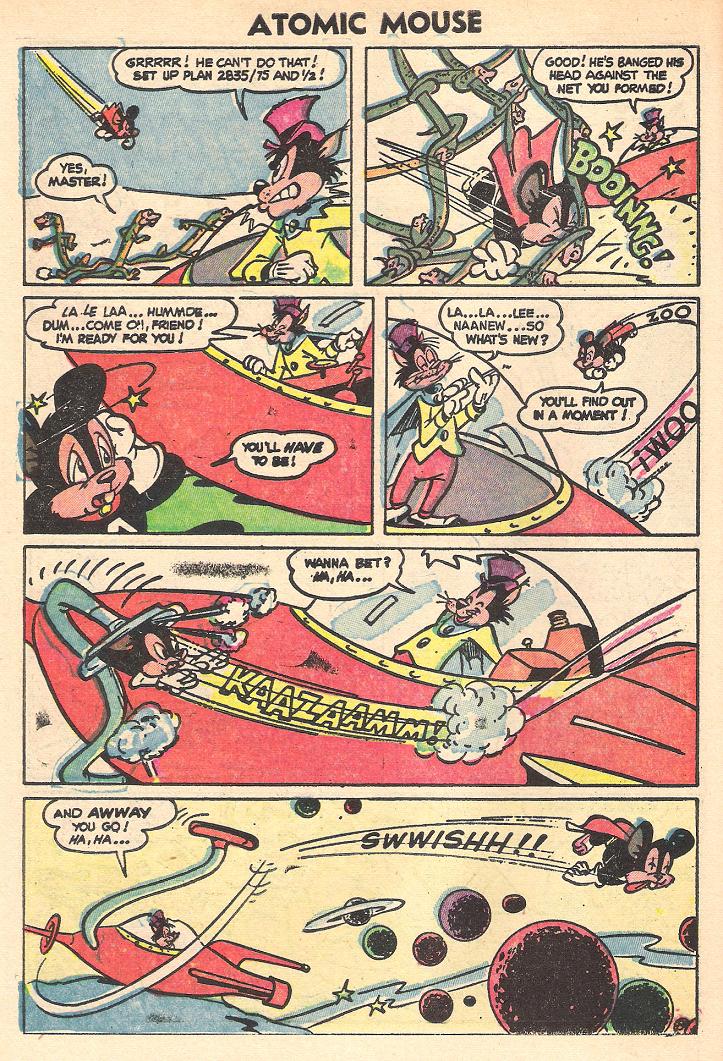 ATOMIC MOUSE
GRRRRR! HE CAN'T DO THAT!
SET UP PLAN 2835/75 AND 1/2!
YES,
MASTER!
GOOD! HE'S BANGED HIS
HEAD AGAINST THE
NET YOU FORMED!
BOOINNG!
LA-LE LAA... HUMMDE...
DUM...COME ON, FRIEND!
I'M READY FOR YOU!
YOU'LL HAVE
TO BE!
LA...LA...LEE...
NAANEW...SO
WHAT'S NEW?
ZOO
YOU'LL FIND OUT
IN A MOMENT!
iWOO
WANNA BET?
HA, HA...
KAAZAAMM!
AND AWWAY
YOU GO!
HA, HA...
SWWISHH!!